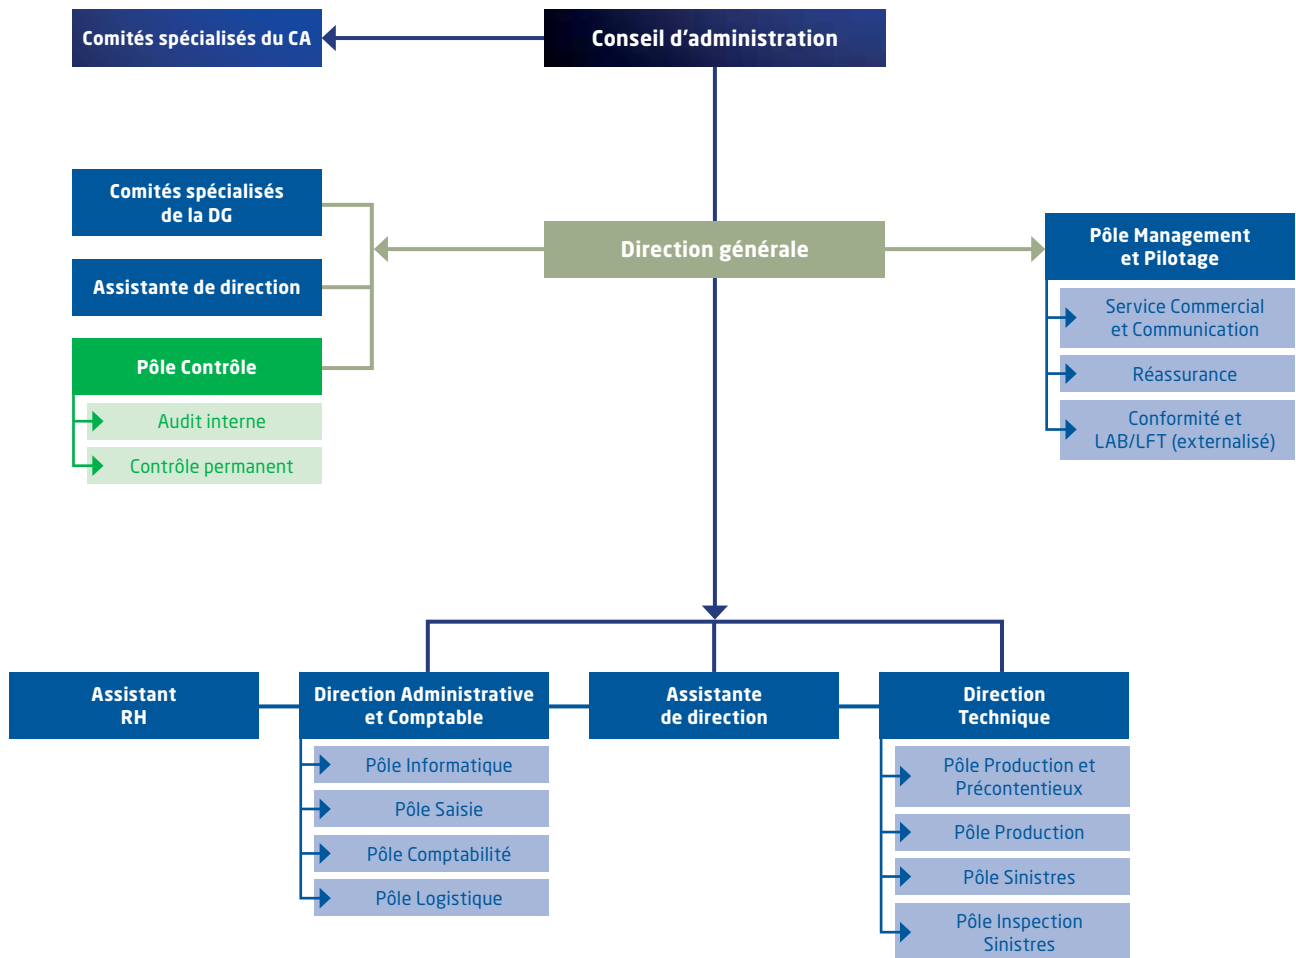 Comités spécialisés du CA
Conseil d'administration
Comités spécialisés
de la DG
Assistante de direction
Pôle Contrôle
Audit interne
Contrôle permanent
Direction générale
Pôle Management
et Pilotage
Service Commercial
et Communication
Réassurance
Conformité et
LAB/LFT (externalisé)
Assistant
RH
Direction Administrative
et Comptable
Pôle Informatique
Pôle Saisie
Pôle Comptabilité
Pôle Logistique
Assistante
de direction
Direction
Technique
Pôle Production et
Précontentieux
Pôle Production
Pôle Sinistres
Pôle Inspection
Sinistres